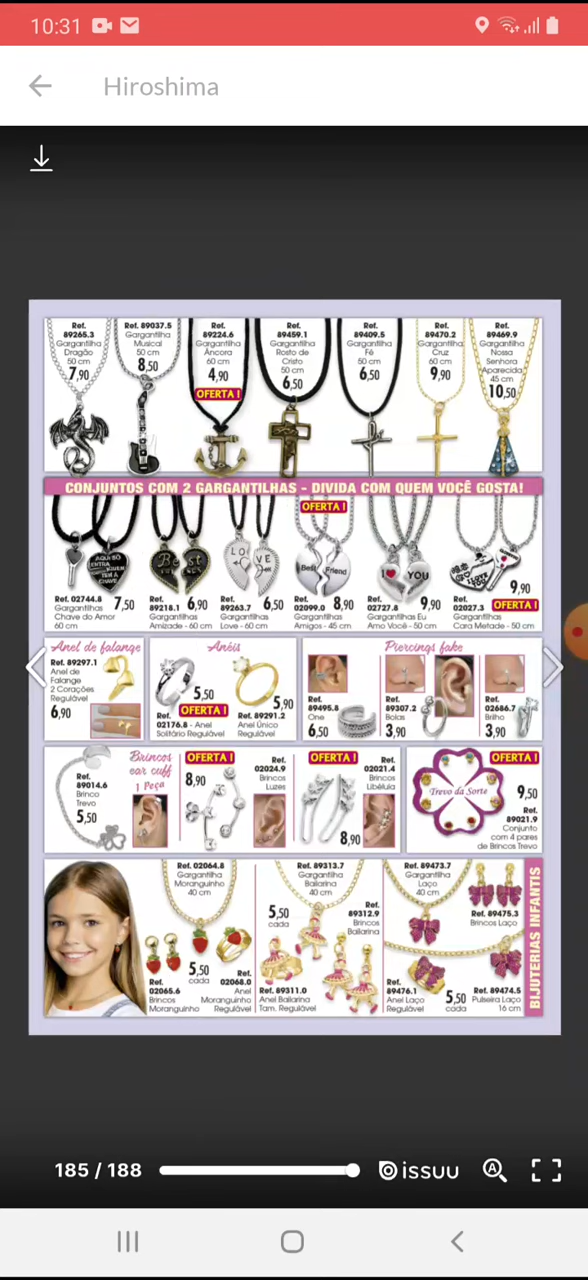 10:31
Hiroshima
Ref. 89265.3 Gargantilha Dragão 50 cm 7,90
Ref. 89037.5 Gargantilha Musical 50 cm 8,50
Ref. 89224.6 Gargantilha Âncora 60 cm 4,90 OFERTA !
Ref. 89459.1 Gargantilha Rosto de Cristo 50 cm 6,50
Ref. 89409.5 Gargantilha Fé 50 cm 6,50
Ref. 89470.2 Gargantilha Cruz 60 cm 9,90
Ref. 89469.9 Gargantilha Nossa Senhora Aparecida 45 cm 10,50
CONJUNTOS COM 2 GARGANTILHAS - DIVIDA COM QUEM VOCÊ GOSTA!
OFERTA !
AQUI SÓ ENTRA QUEM TEM A CHAVE
Be st
LO VE
Best Friend
I YOU
Ref. 02744.8 Gargantilhas Chave do Amor 60 cm 7,50
Ref. 89218.1 Gargantilhas Amizade - 60 cm 6,90
Ref. 89263.7 Gargantilhas Love - 60 cm 6,50
Ref. 02099.0 Gargantilhas Amigos - 45 cm 8,90
Ref. 02727.8 Gargantilhas Eu Amo Você - 50 cm 9,90
Ref. 02027.3 Gargantilhas Cara Metade - 50 cm 9,90 OFERTA !
Anel de falange
Ref. 89297.1
Anel de Falange
2 Corações
Regulável
6,90
Anéis
5,50
OFERTA !
Ref. 02176.8 - Anel Solitário Regulável
5,90
Ref. 89291.2 Anel Único Regulável
Piercings fake
Ref. 89495.8 One 6,50
Ref. 89307.2 Bolas 3,90
Ref. 02686.7 Brilho 3,90
Ref. 89014.6 Brinco Trevo 5,50
Brincos ear cuff 1 Peça
OFERTA ! 8,90
Ref. 02024.9 Brincos Luzes
OFERTA ! 8,90
Ref. 02021.4 Brincos Libélula
Trevo da Sorte
OFERTA !
9,50
Ref. 89021.9 Conjunto com 4 pares de Brincos Trevo
Ref. 02064.8 Gargantilha Moranguinho 40 cm
5,50 cada
Ref. 02065.6 Brincos Moranguinho
Ref. 02068.0 Anel Moranguinho Regulável
Ref. 89313.7 Gargantilha Bailarina 40 cm
5,50 cada
Ref. 89312.9 Brincos Bailarina
Ref. 89311.0 Anel Bailarina Tam. Regulável
Ref. 89473.7 Gargantilha Laço 40 cm
Ref. 89475.3 Brincos Laço
Ref. 89476.1 Anel Laço Regulável
5,50 cada
Ref. 89474.5 Pulseira Laço 16 cm
BIJUTERIAS INFANTIS
185 / 188
issuu